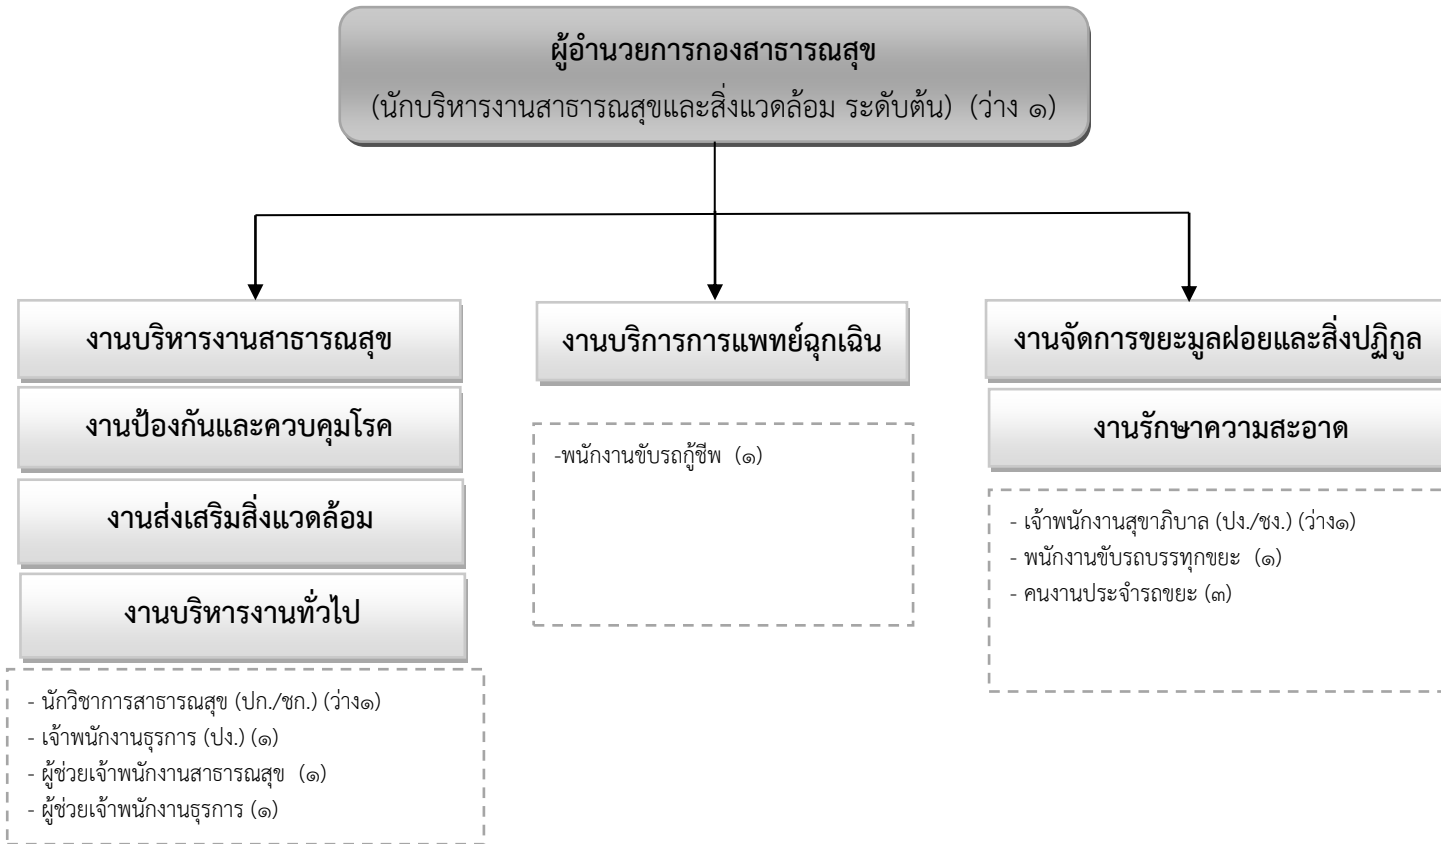 ผู้อำนวยการกองสาธารณสุข
(นักบริหารงานสาธารณสุขและสิ่งแวดล้อม ระดับต้น) (ว่าง ๑)
งานบริหารงานสาธารณสุข
งานป้องกันและควบคุมโรค
งานส่งเสริมสิ่งแวดล้อม
งานบริหารงานทั่วไป
- นักวิชาการสาธารณสุข (ปก./ชก.) (ว่าง๑)
- เจ้าพนักงานธุรการ (ปง.) (๑)
- ผู้ช่วยเจ้าพนักงานสาธารณสุข (๑)
- ผู้ช่วยเจ้าพนักงานธุรการ (๑)
งานบริการการแพทย์ฉุกเฉิน
-พนักงานขับรถกู้ชีพ (๑)
งานจัดการขยะมูลฝอยและสิ่งปฏิกูล
งานรักษาความสะอาด
- เจ้าพนักงานสุขาภิบาล (ปง./ชง.) (ว่าง๑)
- พนักงานขับรถบรรทุกขยะ (๑)
- คนงานประจำรถขยะ (๓)